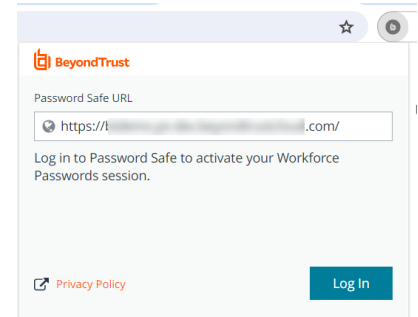 BeyondTrust
Password Safe URL
https:// .com/
Log in to Password Safe to activate your Workforce
Passwords session.
Privacy Policy
Log In